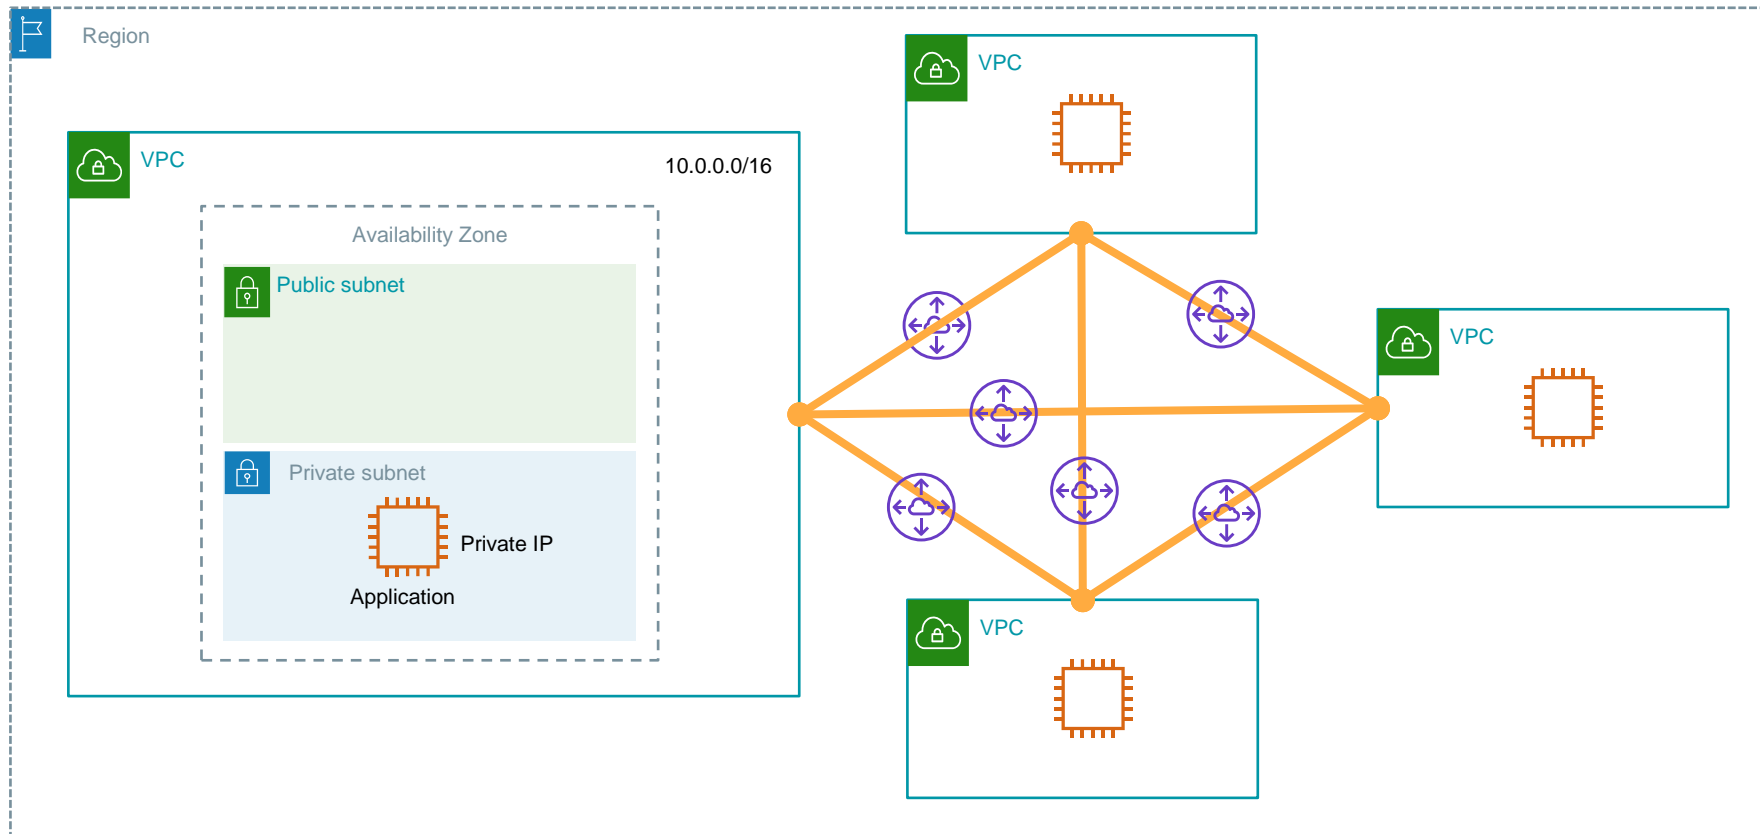 Region
VPC
10.0.0.0/16
Availability Zone
Public subnet
Private subnet
Private IP
Application
VPC
VPC
VPC